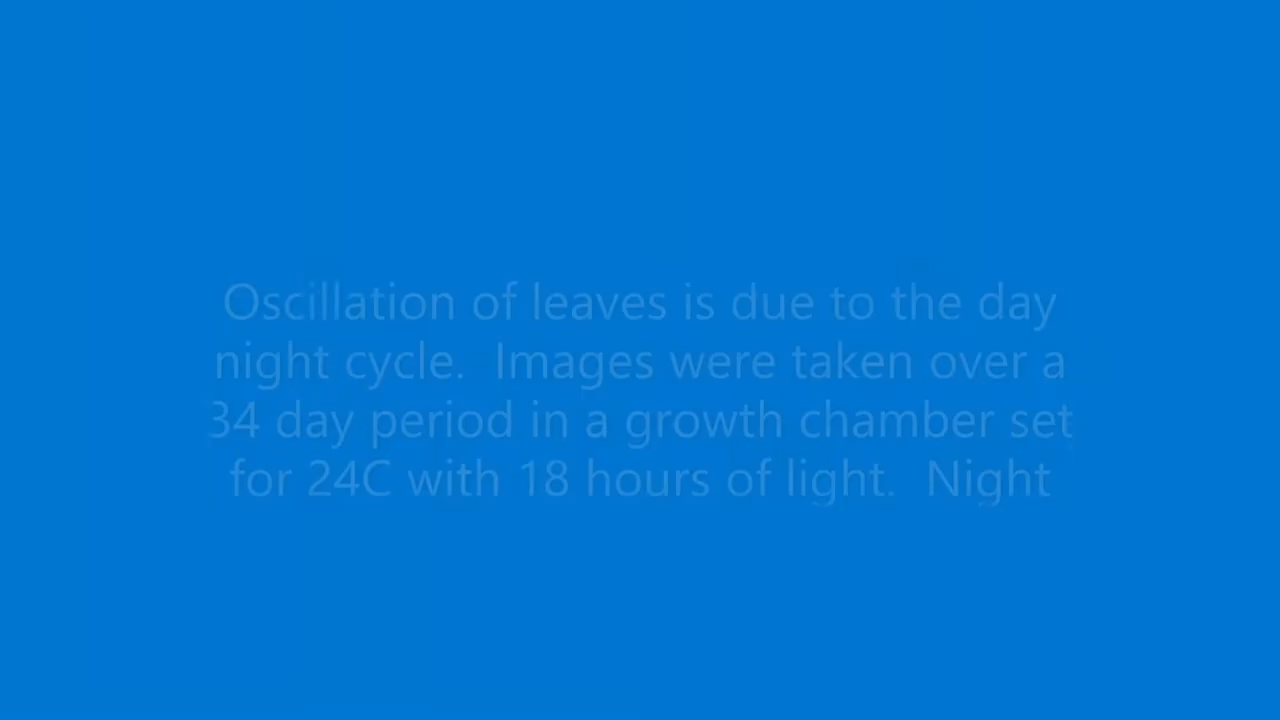 Oscillation of leaves is due to the day
night cycle.  Images were taken over a
34 day period in a growth chamber set
for 24C with 18 hours of light.  Night